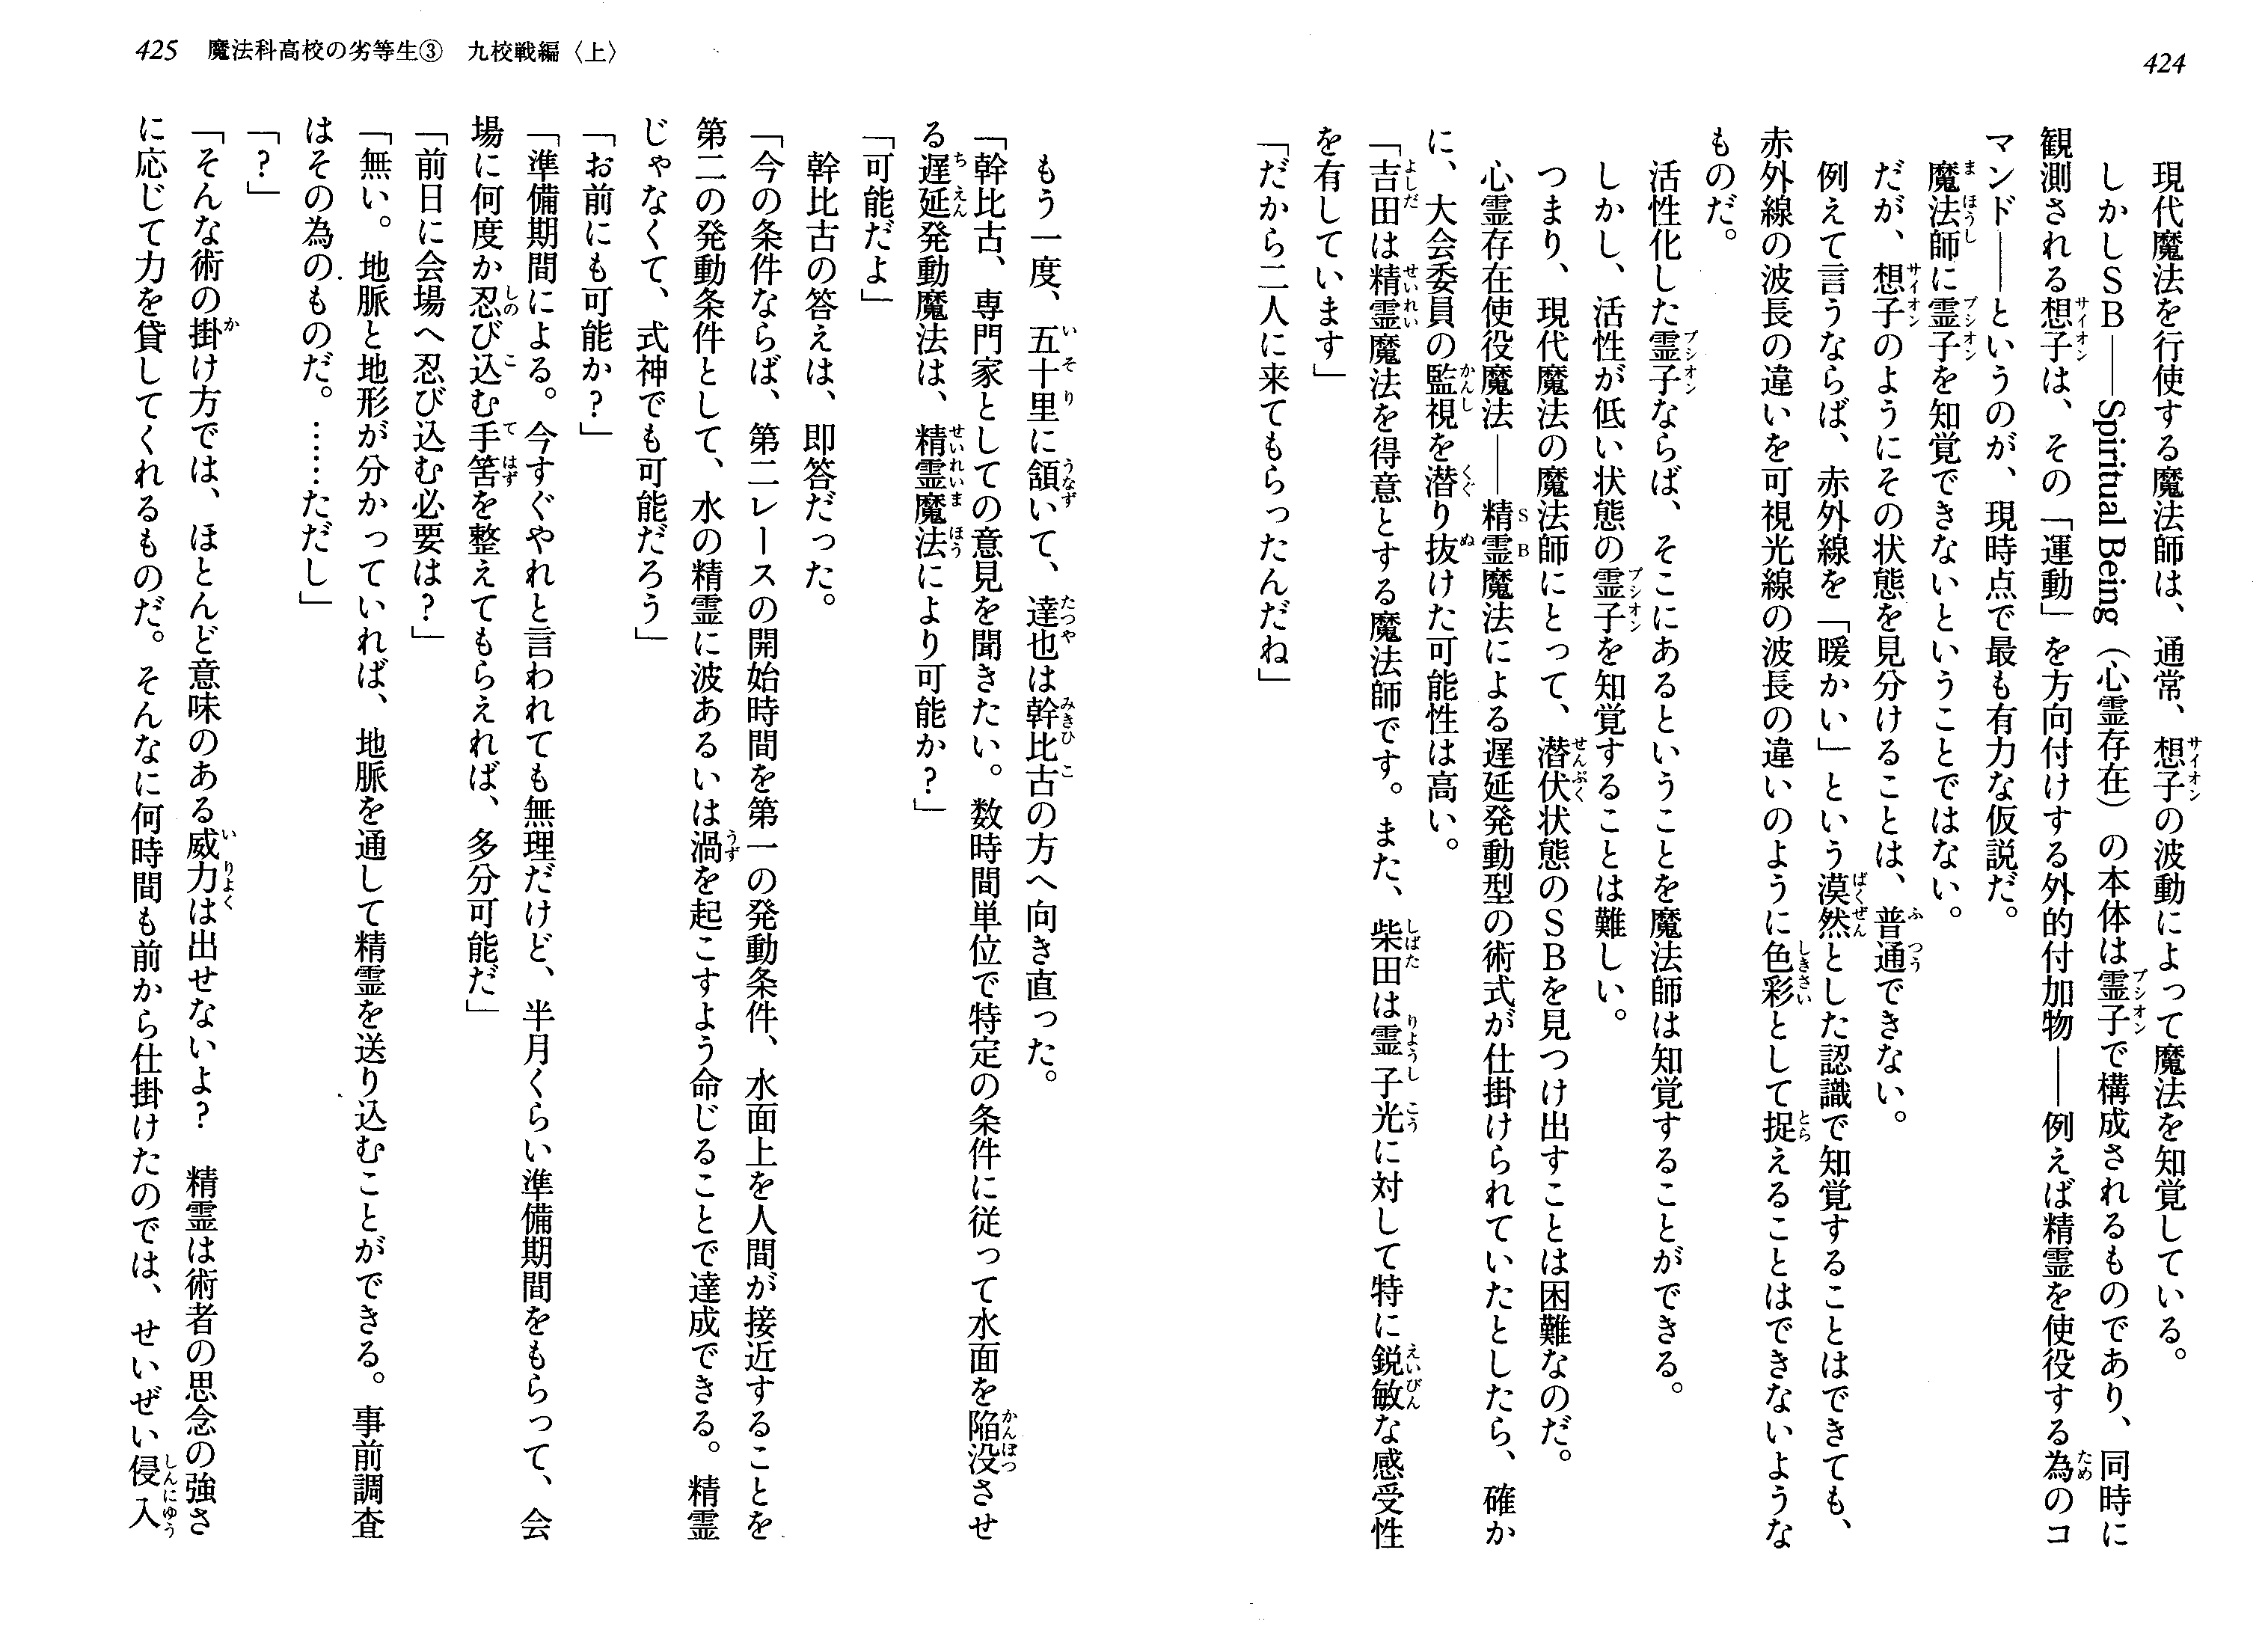 424
現代魔法を行使する魔法師は、通常、想子の波動によって魔法を知覚している。
しかしＳＢ——Spiritual Being（心霊存在）の本体は霊子で構成されるものであり、同時に
観測される想子は、その「運動」を方向付けする外的付加物——例えば精霊を使役する為のコ
マンド——というのが、現時点で最も有力な仮説だ。
魔法師に霊子を知覚できないということではない。
だが、想子のようにその状態を見分けることは、普通できない。
例えて言うならば、赤外線を「暖かい」という漠然とした認識で知覚することはできても、
赤外線の波長の違いを可視光線の波長の違いのように色彩として捉えることはできないような
ものだ。
活性化した霊子ならば、そこにあるということを魔法師は知覚することができる。
しかし、活性が低い状態の霊子を知覚することは難しい。
つまり、現代魔法の魔法師にとって、潜伏状態のＳＢを見つけ出すことは困難なのだ。
心霊存在使役魔法——精霊魔法による遅延発動型の術式が仕掛けられていたとしたら、確か
に、大会委員の監視を潜り抜けた可能性は高い。
「吉田は精霊魔法を得意とする魔法師です。また、柴田は霊子光に対して特に鋭敏な感受性
を有しています」
「だから二人に来てもらったんだね」
425 魔法科高校の劣等生③ 九校戦編〈上〉
もう一度、五十里に頷いて、達也は幹比古の方へ向き直った。
「幹比古、専門家としての意見を聞きたい。数時間単位で特定の条件に従って水面を陥没させ
る遅延発動魔法は、精霊魔法により可能か？」
「可能だよ」
幹比古の答えは、即答だった。
「今の条件ならば、第二レースの開始時間を第一の発動条件、水面上を人間が接近することを
第二の発動条件として、水の精霊に波あるいは渦を起こすよう命じることで達成できる。精霊
じゃなくて、式神でも可能だろう」
「お前にも可能か？」
「準備期間による。今すぐやれと言われても無理だけど、半月くらい準備期間をもらって、会
場に何度か忍び込む手筈を整えてもらえれば、多分可能だ」
「前日に会場へ忍び込む必要は？」
「無い。地脈と地形が分かっていれば、地脈を通して精霊を送り込むことができる。事前調査
はその為のものだ。……ただし」
「？」
「そんな術の掛け方では、ほとんど意味のある威力は出せないよ？　精霊は術者の思念の強さ
に応じて力を貸してくれるものだ。そんなに何時間も前から仕掛けたのでは、せいぜい侵入